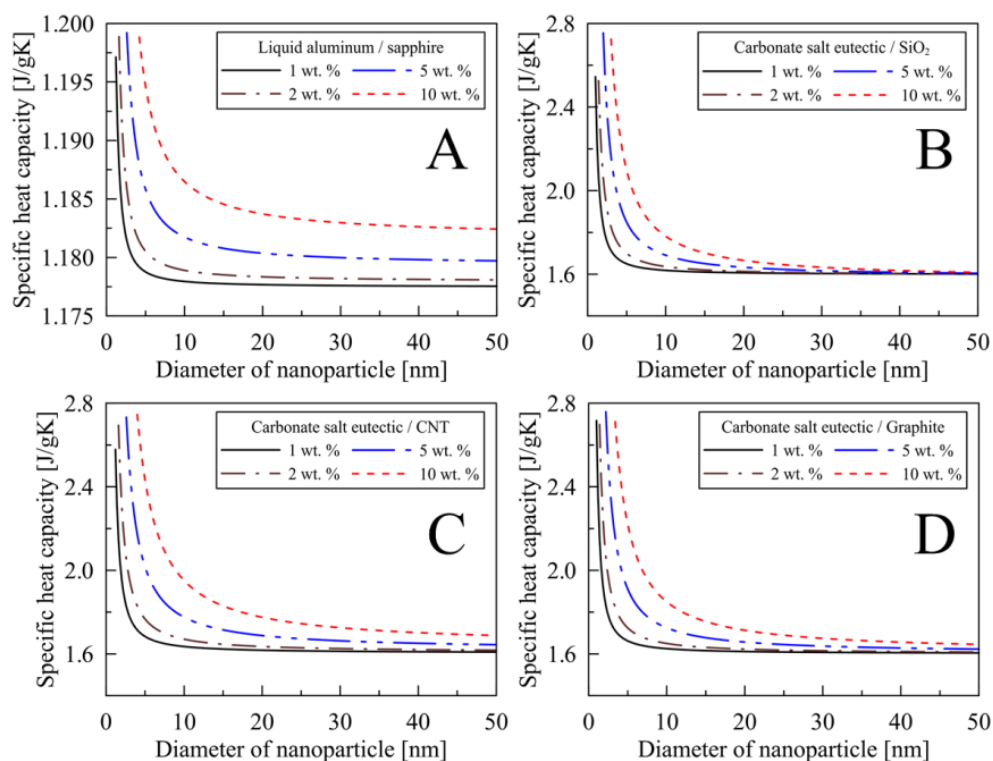 Specific heat capacity [J/gK]
1.200
1.195
1.190
1.185
1.180
1.175
Liquid aluminum / sapphire
1 wt. % 5 wt. %
2 wt. % 10 wt. %
A
0 10 20 30 40 50
Diameter of nanoparticle [nm]
Specific heat capacity [J/gK]
2.8
2.4
2.0
1.6
Carbonate salt eutectic / SiO₂
1 wt. % 5 wt. %
2 wt. % 10 wt. %
B
0 10 20 30 40 50
Diameter of nanoparticle [nm]
Specific heat capacity [J/gK]
2.8
2.4
2.0
1.6
Carbonate salt eutectic / CNT
1 wt. % 5 wt. %
2 wt. % 10 wt. %
C
0 10 20 30 40 50
Diameter of nanoparticle [nm]
Specific heat capacity [J/gK]
2.8
2.4
2.0
1.6
Carbonate salt eutectic / Graphite
1 wt. % 5 wt. %
2 wt. % 10 wt. %
D
0 10 20 30 40 50
Diameter of nanoparticle [nm]